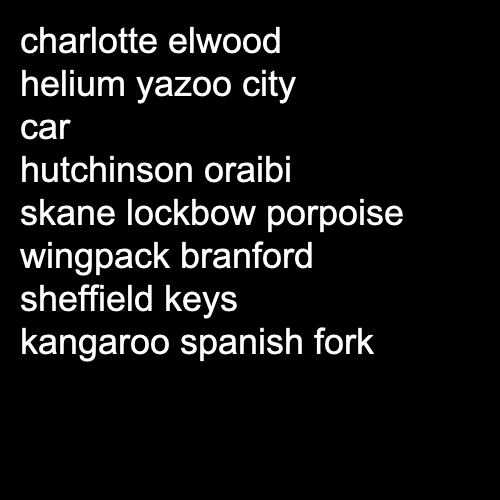 charlotte elwood
helium yazoo city
car
hutchinson oraibi
skane lockbow porpoise
wingpack branford
sheffield keys
kangaroo spanish fork